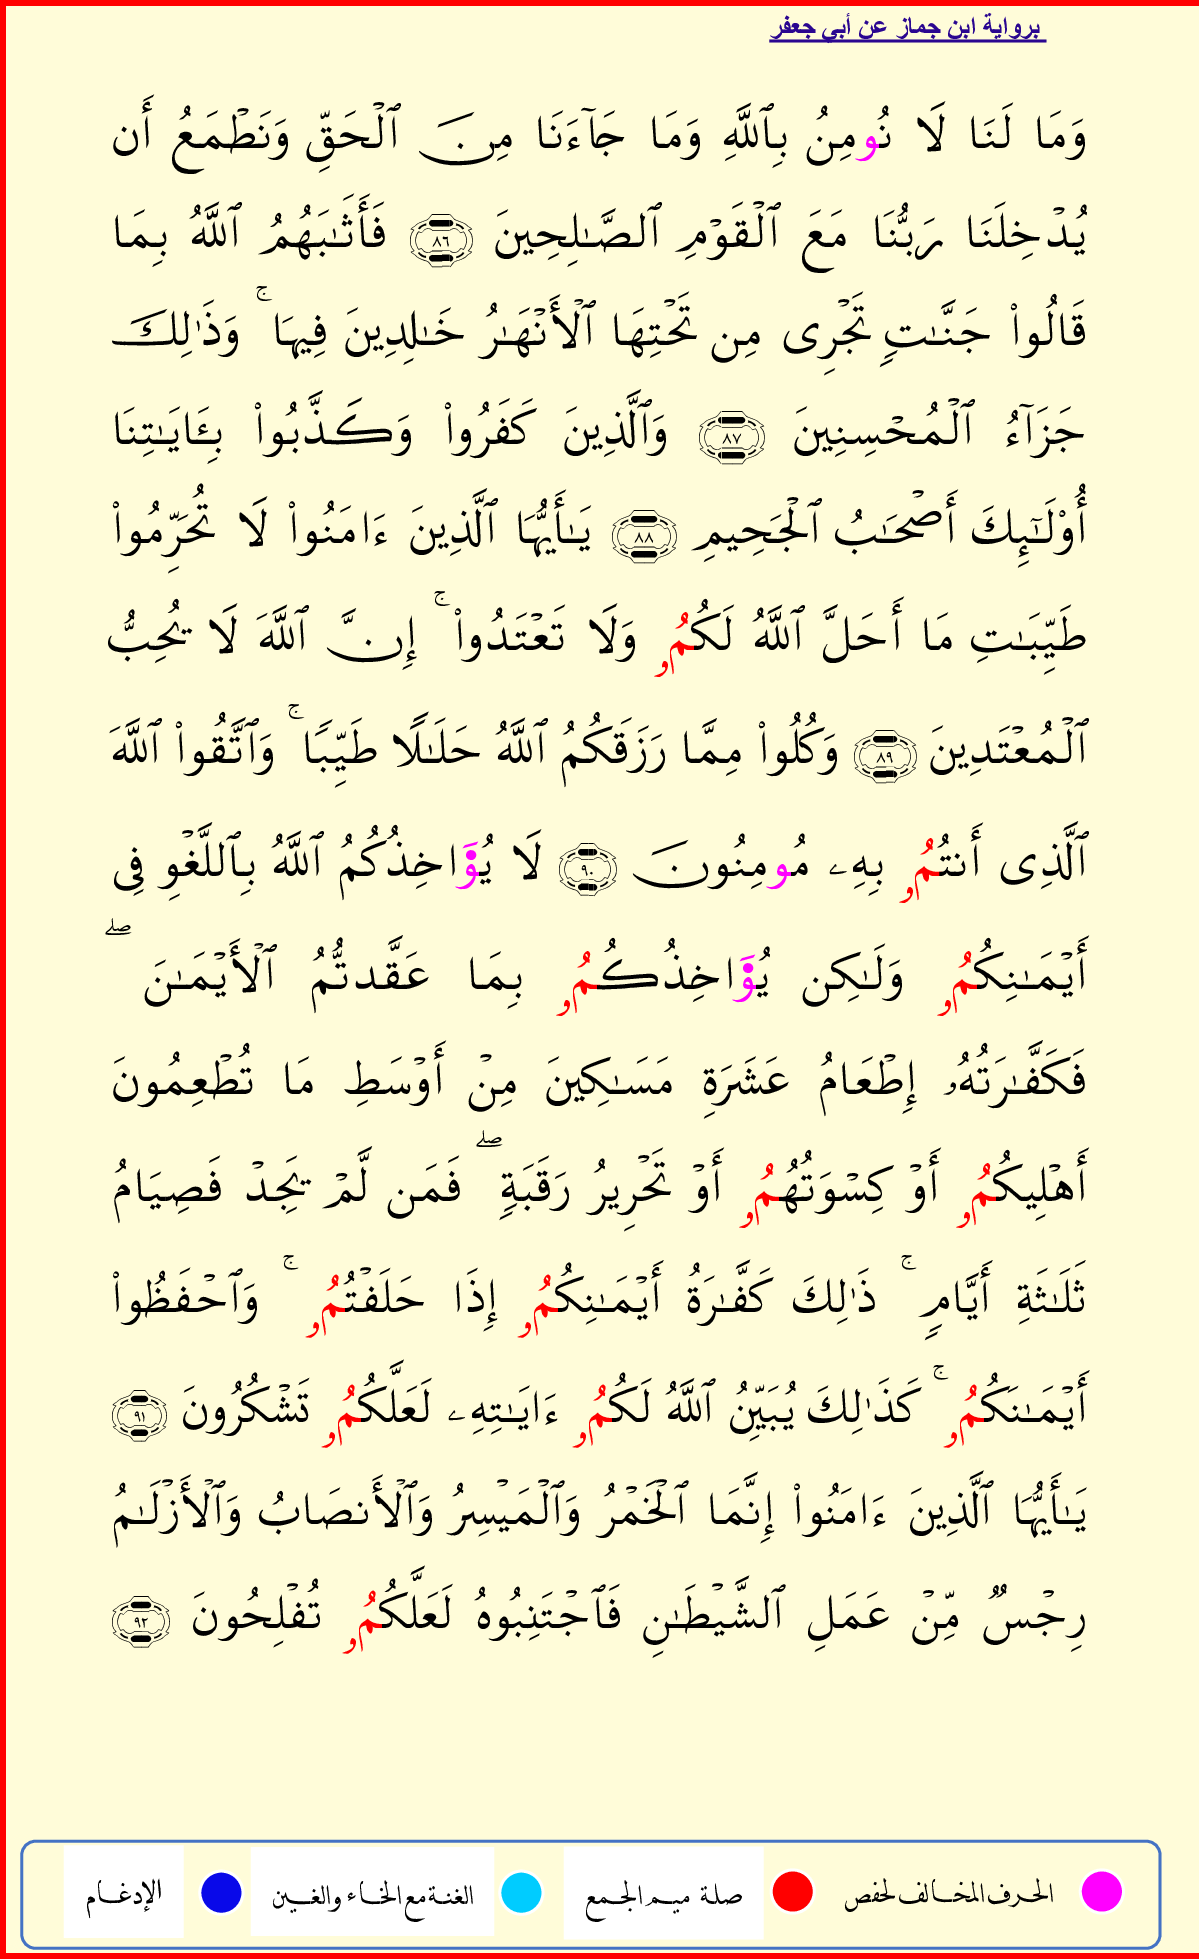 برواية ابن جماز عن أبي جعفر
وَمَا لَنَا لَا نُومِنُ بِٱللَّهِ وَمَا جَآءَنَا مِنَ ٱلْحَقِّ وَنَطْمَعُ أَن
يُدْخِلَنَا رَبُّنَا مَعَ ٱلْقَوْمِ ٱلصَّٰلِحِينَ ٨٦ فَأَثَٰبَهُمُ ٱللَّهُ بِمَا
قَالُوا۟ جَنَّٰتٍ تَجْرِى مِن تَحْتِهَا ٱلْأَنْهَٰرُ خَٰلِدِينَ فِيهَا ۚ وَذَٰلِكَ
جَزَآءُ ٱلْمُحْسِنِينَ ٨٧ وَٱلَّذِينَ كَفَرُوا۟ وَكَذَّبُوا۟ بِـَٔايَٰتِنَا
أُو۟لَٰٓئِكَ أَصْحَٰبُ ٱلْجَحِيمِ ٨٨ يَٰأَيُّهَا ٱلَّذِينَ ءَامَنُوا۟ لَا تُحَرِّمُوا۟
طَيِّبَٰتِ مَا أَحَلَّ ٱللَّهُ لَكُمُۥ وَلَا تَعْتَدُوا۟ ۚ إِنَّ ٱللَّهَ لَا يُحِبُّ
ٱلْمُعْتَدِينَ ٨٩ وَكُلُوا۟ مِمَّا رَزَقَكُمُ ٱللَّهُ حَلَٰلًا طَيِّبًا ۚ وَٱتَّقُوا۟ ٱللَّهَ
ٱلَّذِى أَنتُمُۥ بِهِۦ مُومِنُونَ ٩٠ لَا يُوَاخِذُكُمُ ٱللَّهُ بِٱللَّغْوِ فِى
أَيْمَٰنِكُمُۥ وَلَٰكِن يُوَاخِذُكُمُۥ بِمَا عَقَّدتُّمُ ٱلْأَيْمَٰنَ ۖ
فَكَفَّٰرَتُهُۥ إِطْعَامُ عَشَرَةِ مَسَٰكِينَ مِنْ أَوْسَطِ مَا تُطْعِمُونَ
أَهْلِيكُمُۥ أَوْ كِسْوَتُهُمُۥ أَوْ تَحْرِيرُ رَقَبَةٍ ۖ فَمَن لَّمْ يَجِدْ فَصِيَامُ
ثَلَٰثَةِ أَيَّامٍ ۚ ذَٰلِكَ كَفَّٰرَةُ أَيْمَٰنِكُمُۥ إِذَا حَلَفْتُمُۥ ۚ وَٱحْفَظُوا۟
أَيْمَٰنَكُمُۥ ۚ كَذَٰلِكَ يُبَيِّنُ ٱللَّهُ لَكُمُۥ ءَايَٰتِهِۦ لَعَلَّكُمُۥ تَشْكُرُونَ ٩١
يَٰأَيُّهَا ٱلَّذِينَ ءَامَنُوا۟ إِنَّمَا ٱلْخَمْرُ وَٱلْمَيْسِرُ وَٱلْأَنصَابُ وَٱلْأَزْلَٰمُ
رِجْسٌ مِّنْ عَمَلِ ٱلشَّيْطَٰنِ فَٱجْتَنِبُوهُ لَعَلَّكُمُۥ تُفْلِحُونَ ٩٢
الحرف المخالف لحفص صلة ميم الجمع الغنة مع الخاء والغين الإدغام